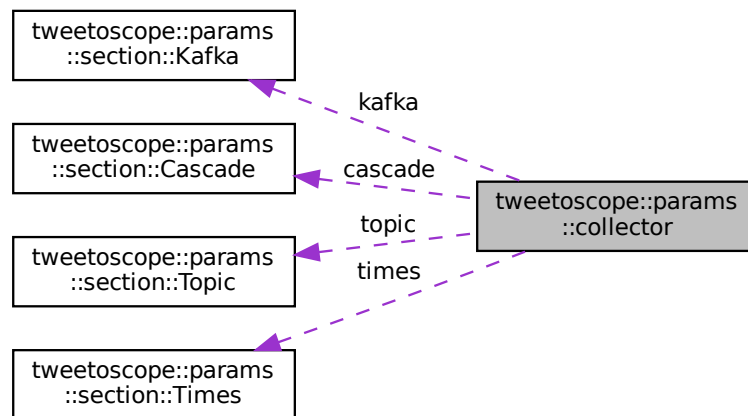 tweetoscope::params
::section::Kafka
kafka
tweetoscope::params
::section::Cascade
cascade
tweetoscope::params
::collector
topic
tweetoscope::params
::section::Topic
times
tweetoscope::params
::section::Times